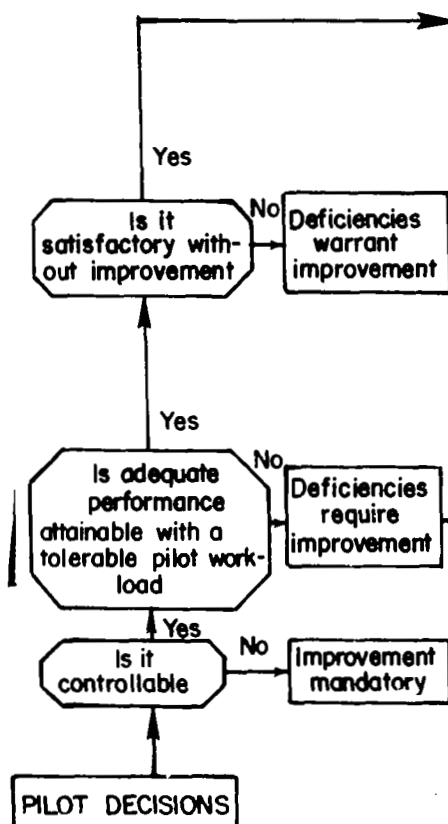 Yes
Is it
satisfactory with-
out improvement
No
Deficiencies
warrant
improvement
Yes
Is adequate
performance
attainable with a
tolerable pilot work-
load
No
Deficiencies
require
improvement
Yes
Is it
controllable
No
Improvement
mandatory
PILOT DECISIONS